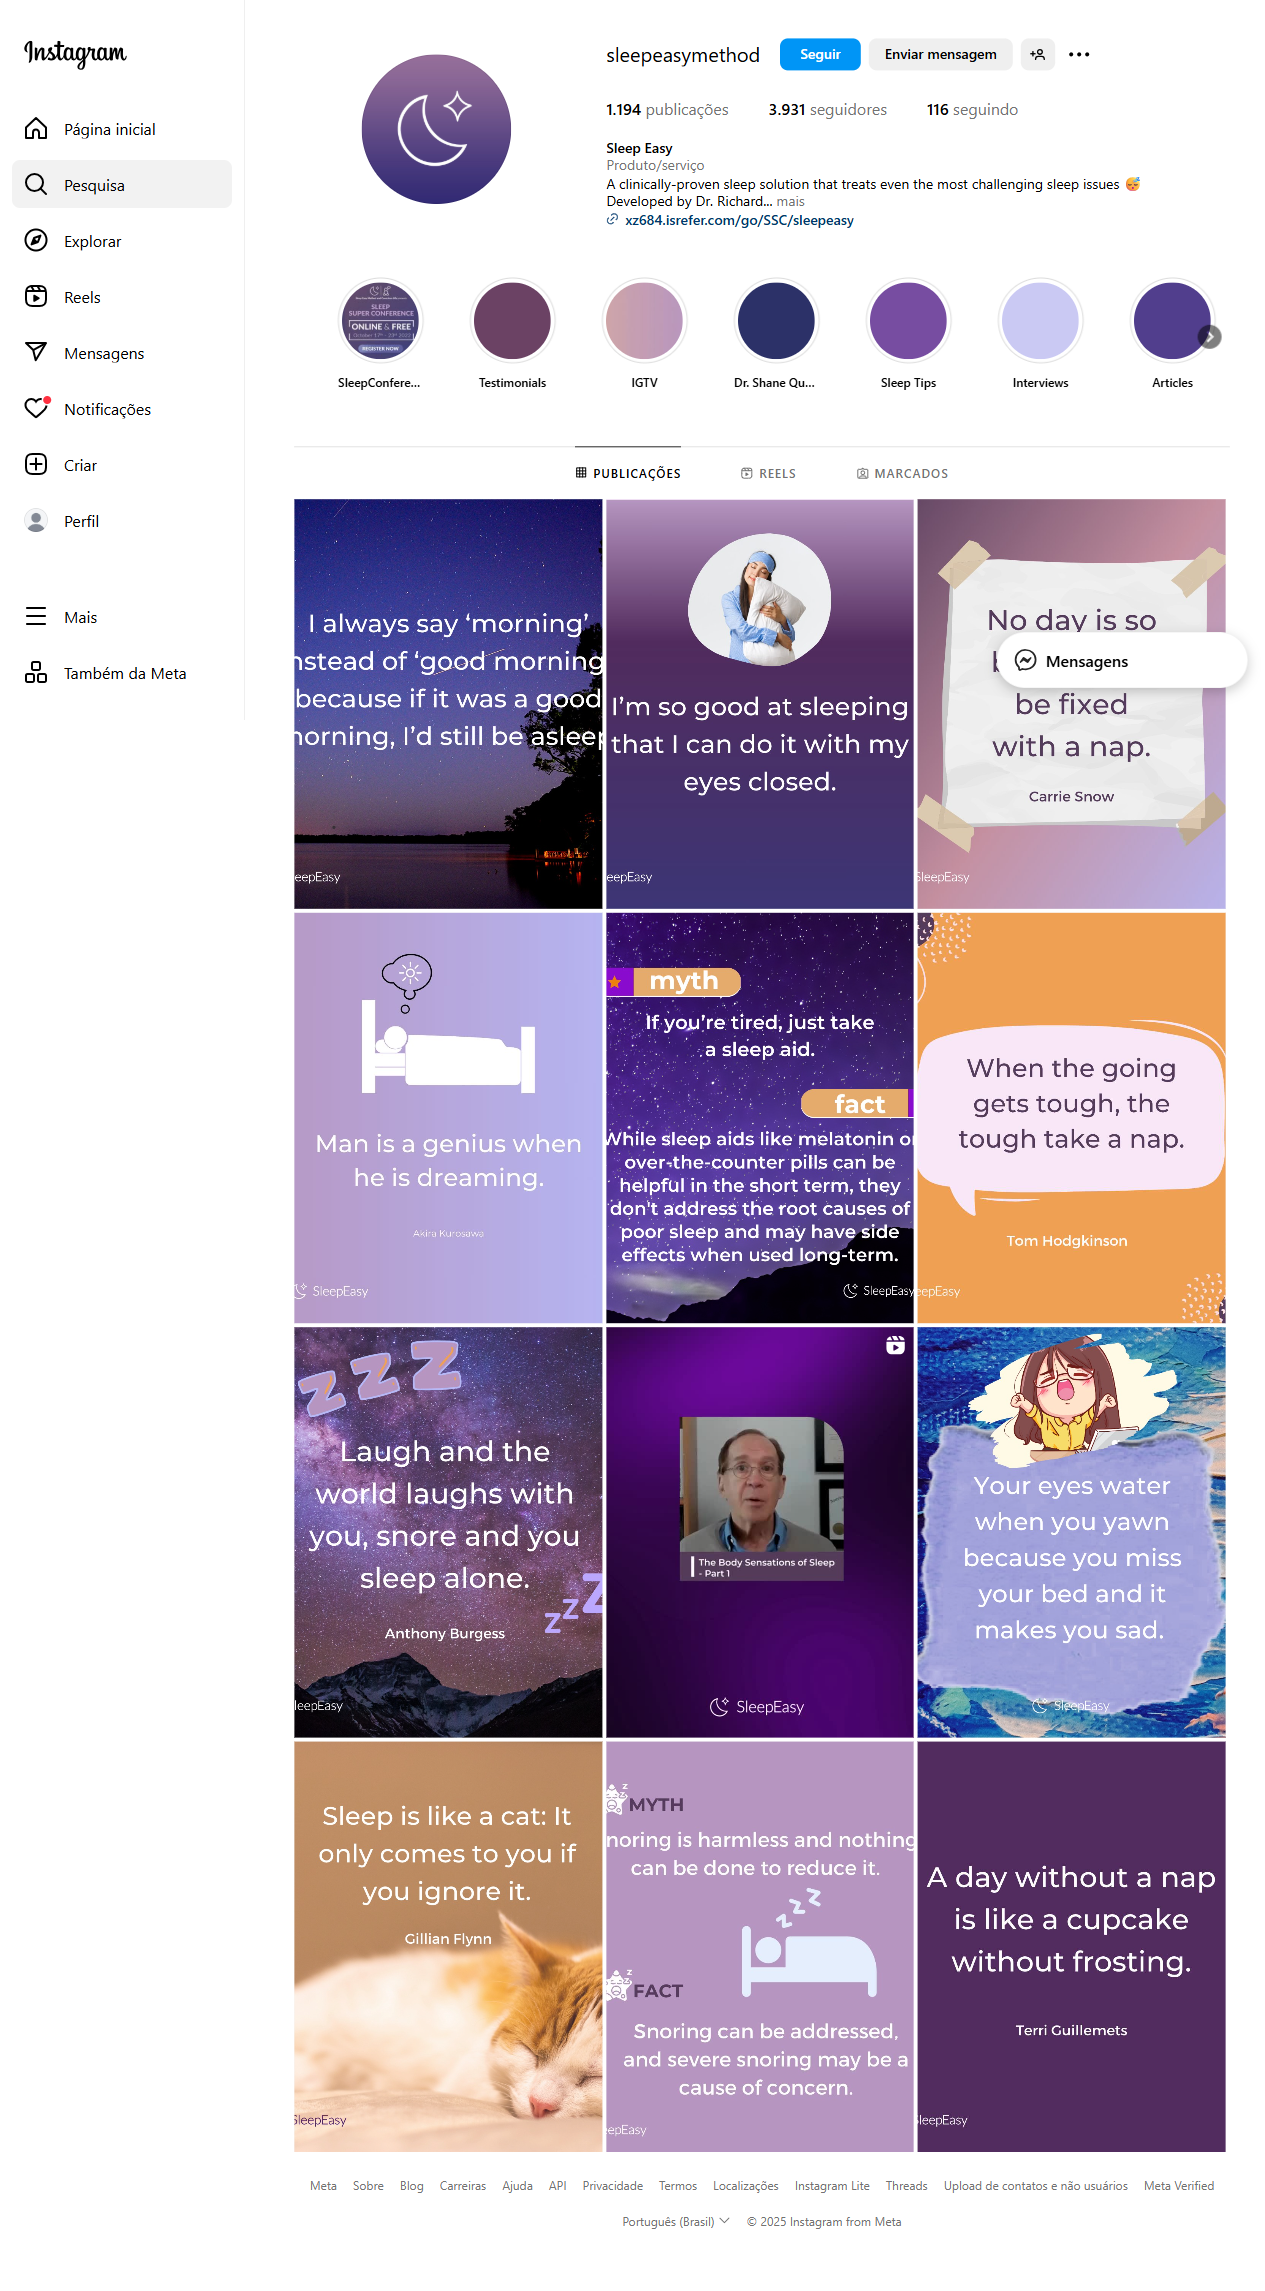 Instagram
Página inicial
Pesquisa
Explorar
Reels
Mensagens
Notificações
Criar
Perfil
Mais
Também da Meta
sleepeasymethod
Seguir
Enviar mensagem
1.194 publicações
3.931 seguidores
116 seguindo
Sleep Easy
Produto/serviço
A clinically-proven sleep solution that treats even the most challenging sleep issues 😴
Developed by Dr. Richard... mais
xz684.isrefer.com/go/SSC/sleepeasy
SLEEP
SUPER CONFERENCE
ONLINE & FREE
REGISTER NOW
SleepConfere...
Testimonials
IGTV
Dr. Shane Qu...
Sleep Tips
Interviews
Articles
PUBLICAÇÕES
REELS
MARCADOS
I always say ‘morning’
nstead of ‘good morning
because if it was a good
norning, I’d still be asleep
eepEasy
I’m so good at sleeping
that I can do it with my
eyes closed.
eepEasy
No day is so
be fixed
with a nap.
Carrie Snow
SleepEasy
Mensagens
Man is a genius when
he is dreaming.
Akira Kurosawa
SleepEasy
myth
If you’re tired, just take
a sleep aid.
fact
While sleep aids like melatonin or
over-the-counter pills can be
helpful in the short term, they
don't address the root causes of
poor sleep and may have side
effects when used long-term.
SleepEasy
When the going
gets tough, the
tough take a nap.
Tom Hodgkinson
eepEasy
zzz
Laugh and the
world laughs with
you, snore and you
sleep alone.
zzz
Anthony Burgess
leepEasy
The Body Sensations of Sleep
- Part 1
SleepEasy
Your eyes water
when you yawn
because you miss
your bed and it
makes you sad.
SleepEasy
Sleep is like a cat: It
only comes to you if
you ignore it.
Gillian Flynn
SleepEasy
MYTH
noring is harmless and nothing
can be done to reduce it.
zzz
FACT
Snoring can be addressed,
and severe snoring may be a
cause of concern.
epEasy
A day without a nap
is like a cupcake
without frosting.
Terri Guillemets
leepEasy
Meta
Sobre
Blog
Carreiras
Ajuda
API
Privacidade
Termos
Localizações
Instagram Lite
Threads
Upload de contatos e não usuários
Meta Verified
Português (Brasil)
© 2025 Instagram from Meta